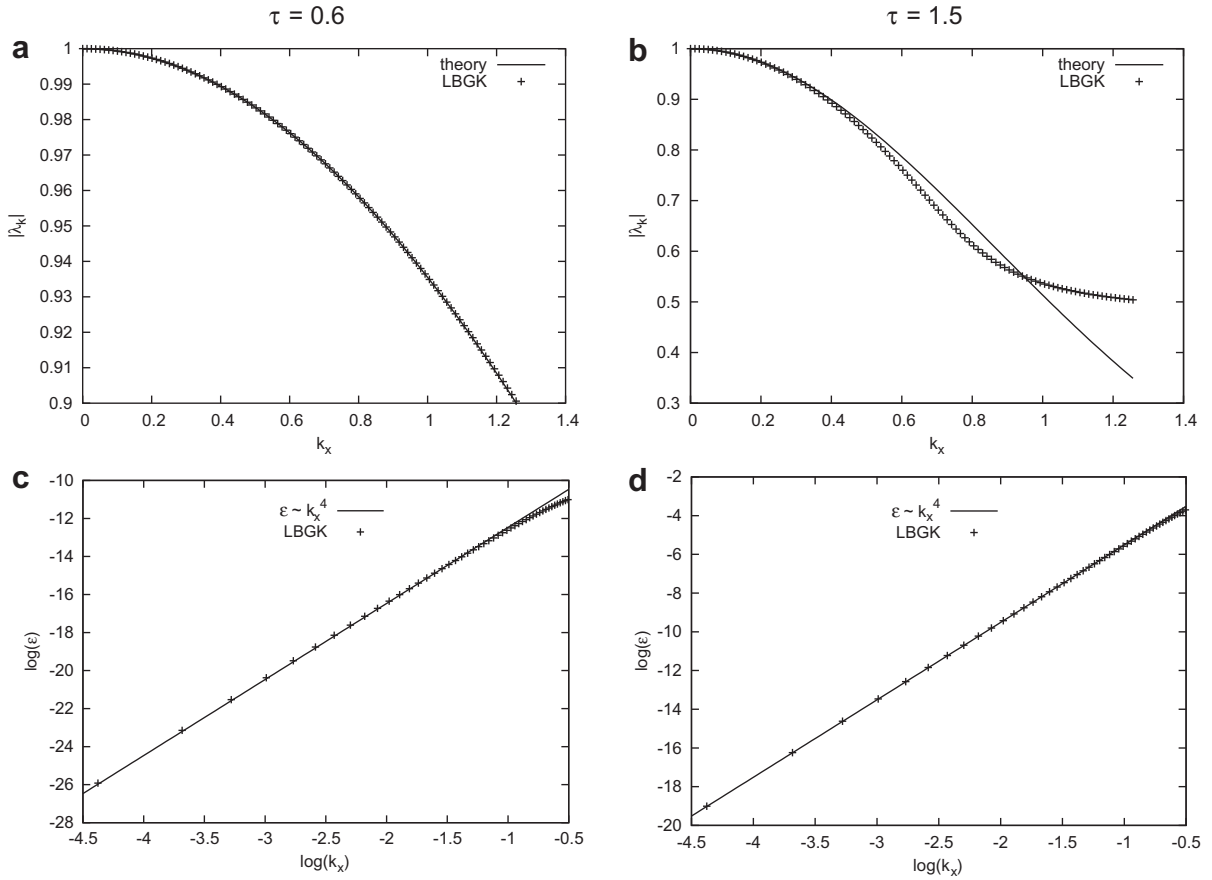 τ = 0.6
τ = 1.5
a
1
0.99
0.98
0.97
0.96
0.95
0.94
0.93
0.92
0.91
0.9
|λk|
theory
LBGK
0 0.2 0.4 0.6 0.8 1 1.2 1.4
kx
b
1
0.9
0.8
0.7
0.6
0.5
0.4
0.3
|λk|
theory
LBGK
0 0.2 0.4 0.6 0.8 1 1.2 1.4
kx
c
-10
-12
-14
-16
-18
-20
-22
-24
-26
-28
log(ε)
ε ~ kx^4
LBGK
-4.5 -4 -3.5 -3 -2.5 -2 -1.5 -1 -0.5
log(kx)
d
-2
-4
-6
-8
-10
-12
-14
-16
-18
-20
log(ε)
ε ~ kx^4
LBGK
-4.5 -4 -3.5 -3 -2.5 -2 -1.5 -1 -0.5
log(kx)